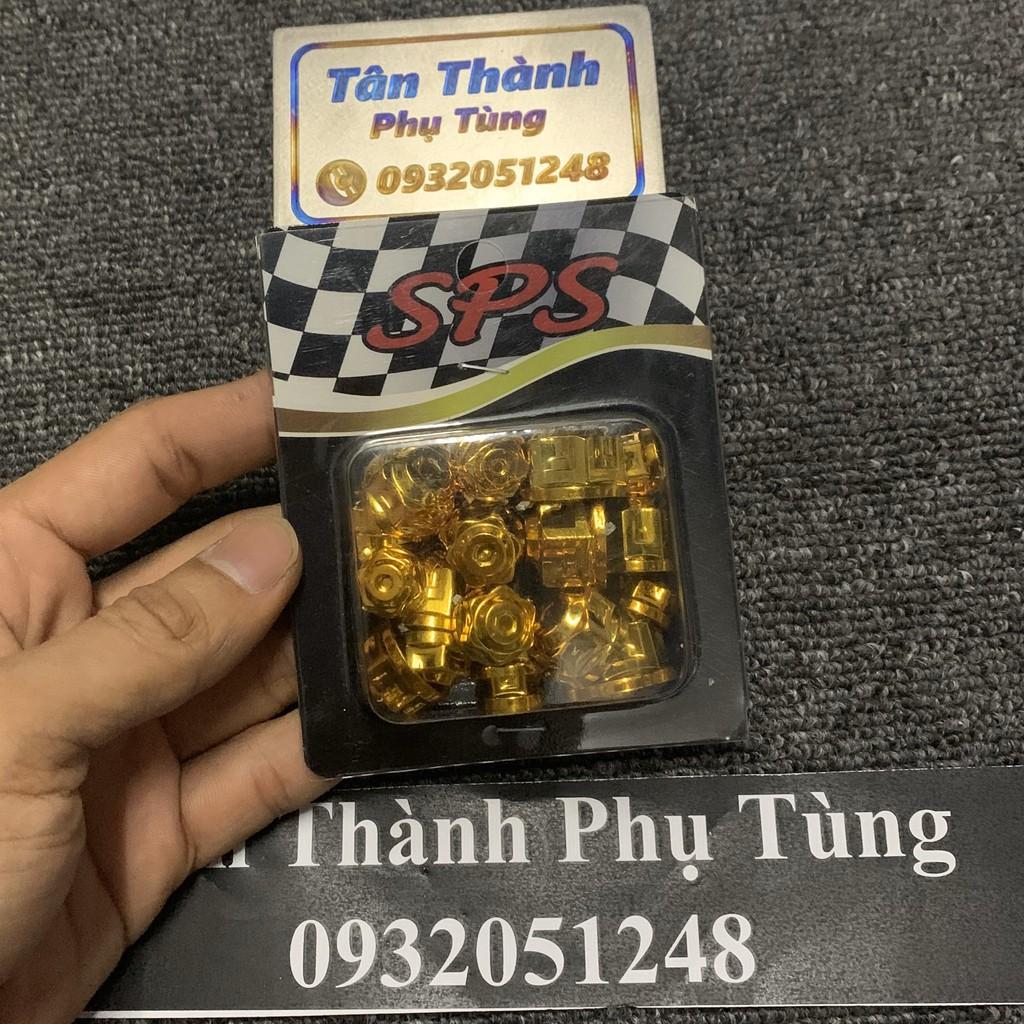 Tân Thành
Phụ Tùng
0932051248
SPS
Thành Phụ Tùng
0932051248